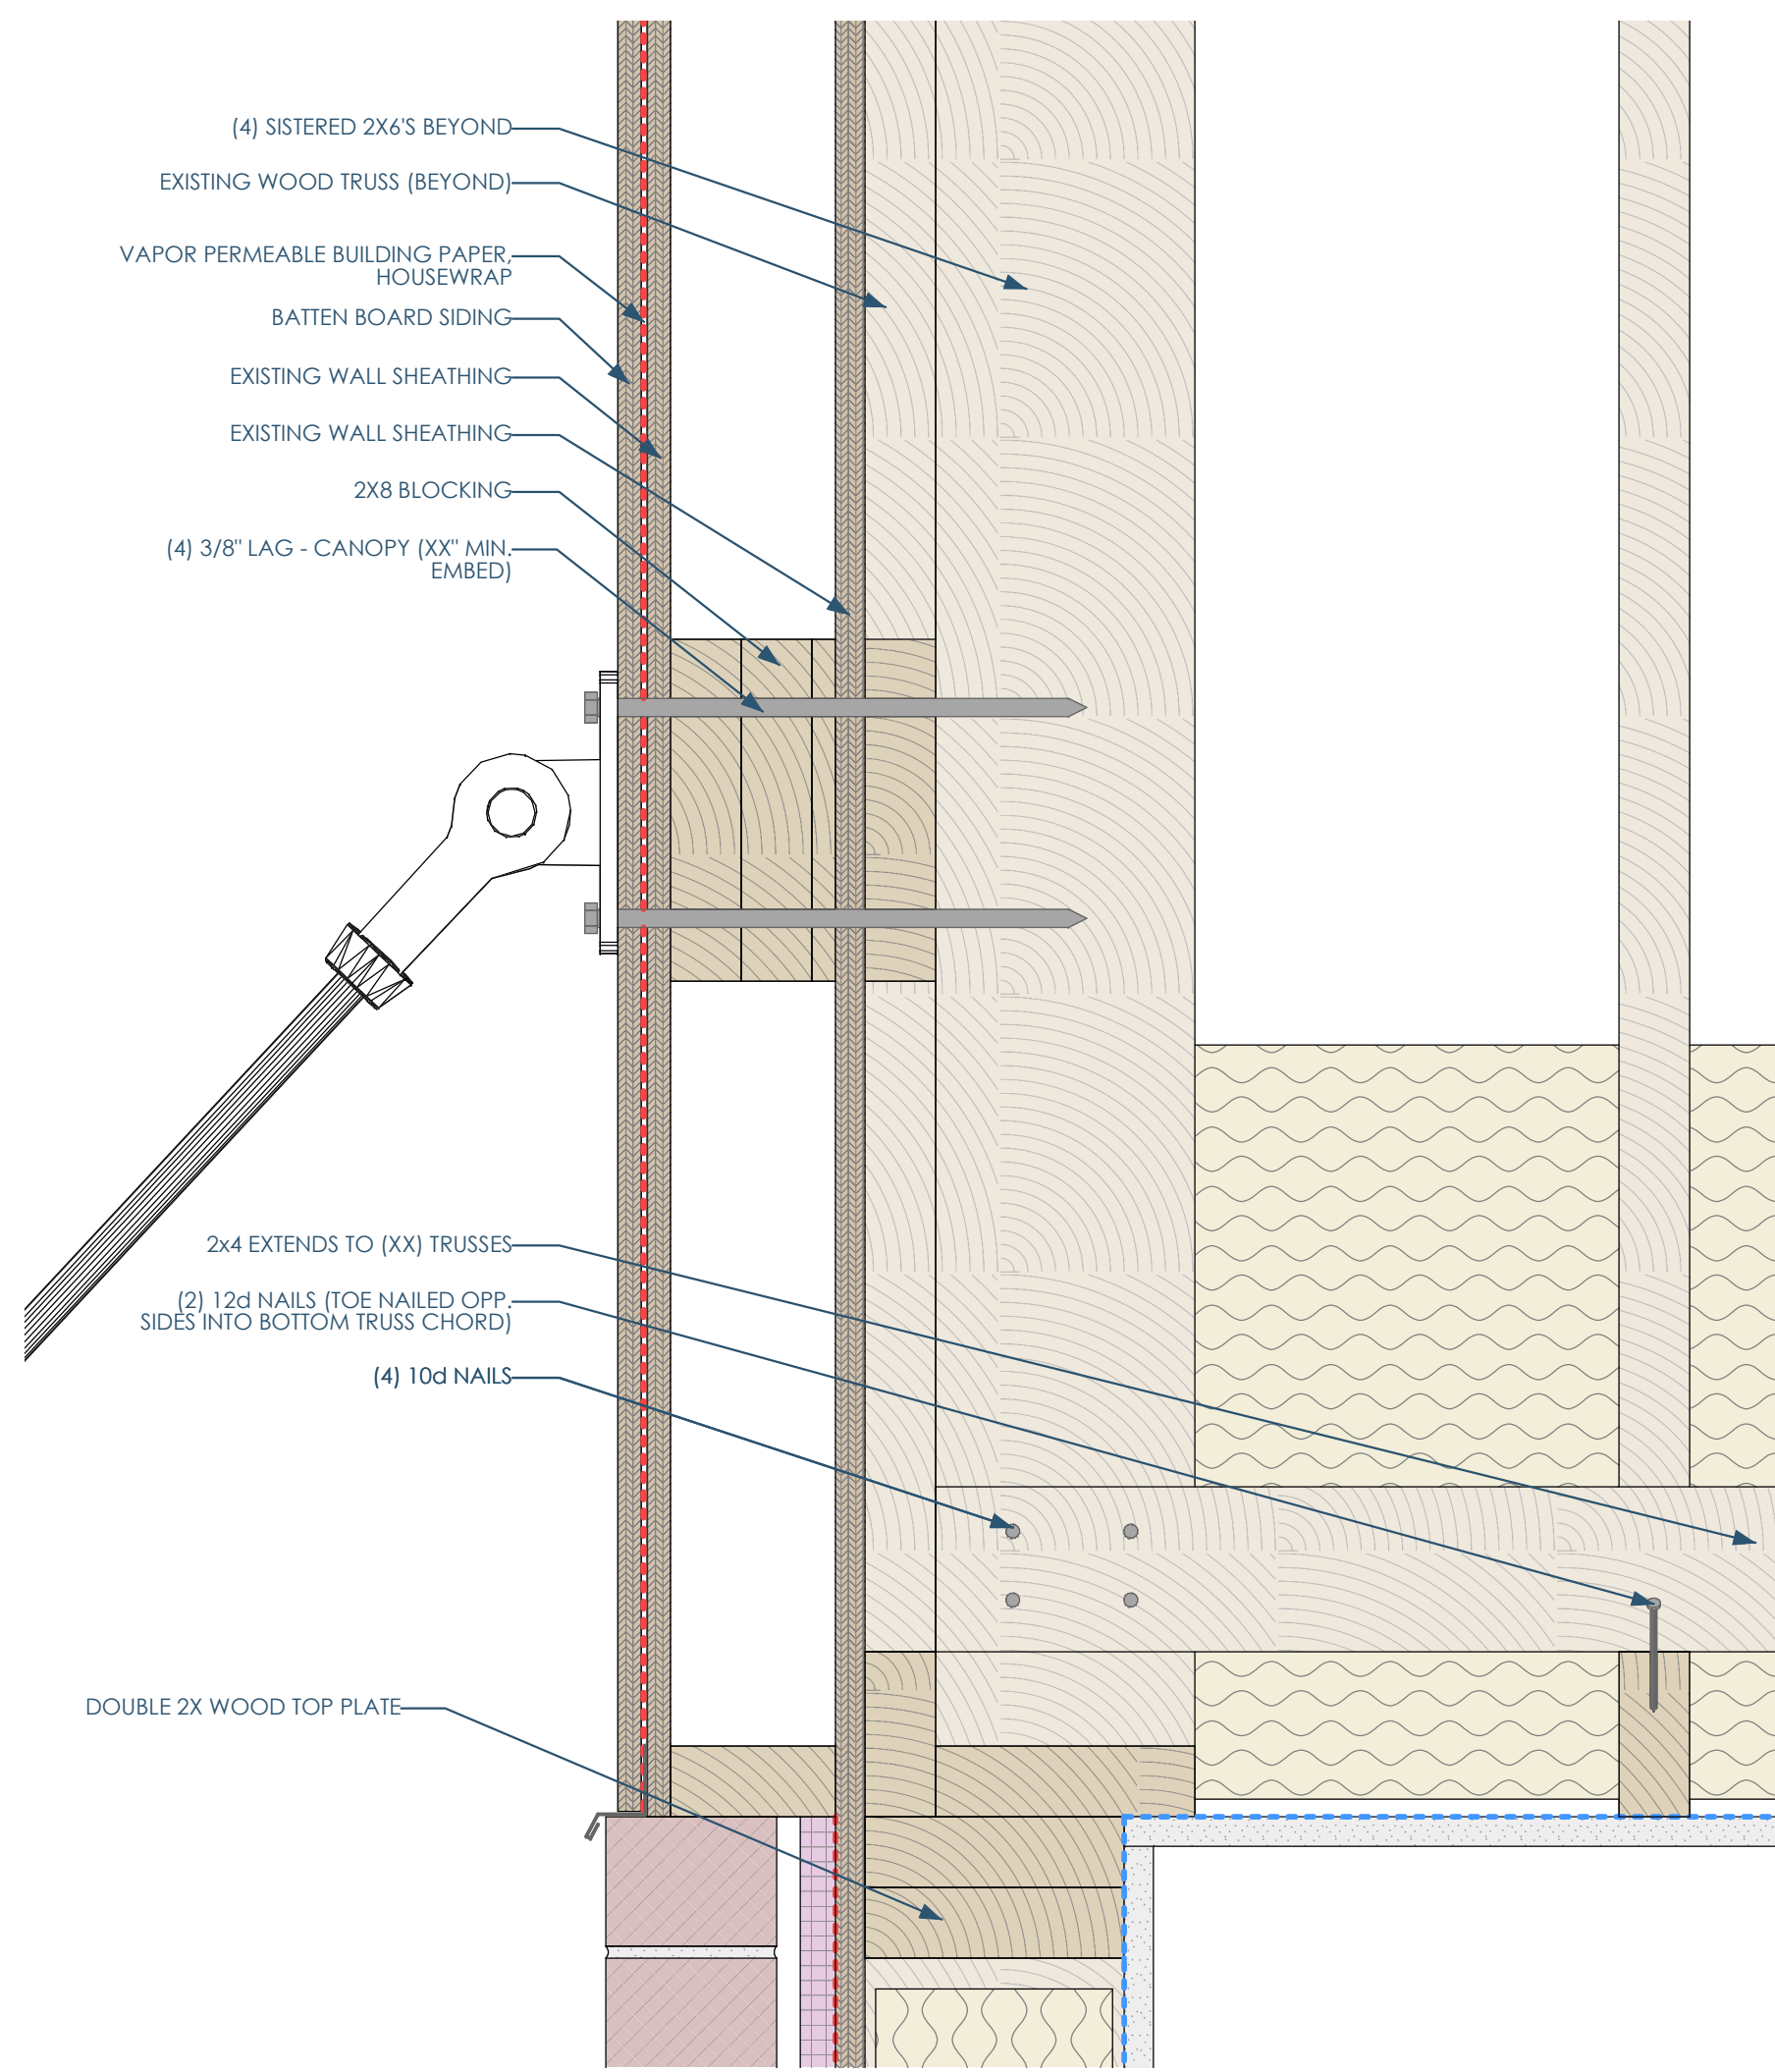 (4) SISTERED 2X6'S BEYOND
EXISTING WOOD TRUSS (BEYOND)
VAPOR PERMEABLE BUILDING PAPER,
HOUSEWRAP
BATTEN BOARD SIDING
EXISTING WALL SHEATHING
EXISTING WALL SHEATHING
2X8 BLOCKING
(4) 3/8" LAG - CANOPY (XX" MIN.
EMBED)
2x4 EXTENDS TO (XX) TRUSSES
(2) 12d NAILS (TOE NAILED OPP.
SIDES INTO BOTTOM TRUSS CHORD)
(4) 10d NAILS
DOUBLE 2X WOOD TOP PLATE